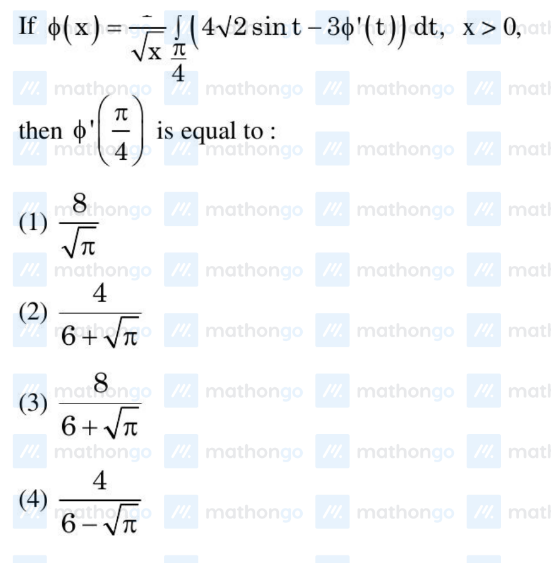 If ϕ(x) = 1/√x ∫_{π/4} (4√2 sin t – 3ϕ'(t)) dt, x > 0,
then ϕ'(π/4) is equal to :
(1) 8/√π
(2) 4/(6 + √π)
(3) 8/(6 + √π)
(4) 4/(6 – √π)